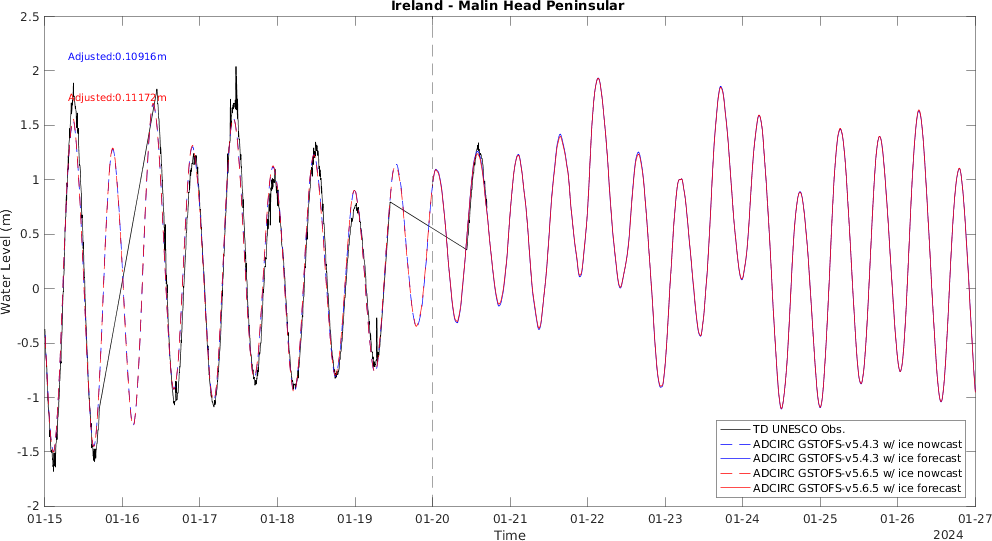 Ireland - Malin Head Peninsular
Adjusted:0.10916m
Adjusted:0.11172m
Water Level (m)
2.5
2
1.5
1
0.5
0
-0.5
-1
-1.5
-2
TD UNESCO Obs.
ADCIRC GSTOFS-v5.4.3 w/ ice nowcast
ADCIRC GSTOFS-v5.4.3 w/ ice forecast
ADCIRC GSTOFS-v5.6.5 w/ ice nowcast
ADCIRC GSTOFS-v5.6.5 w/ ice forecast
01-15 01-16 01-17 01-18 01-19 01-20 01-21 01-22 01-23 01-24 01-25 01-26 01-27
Time
2024